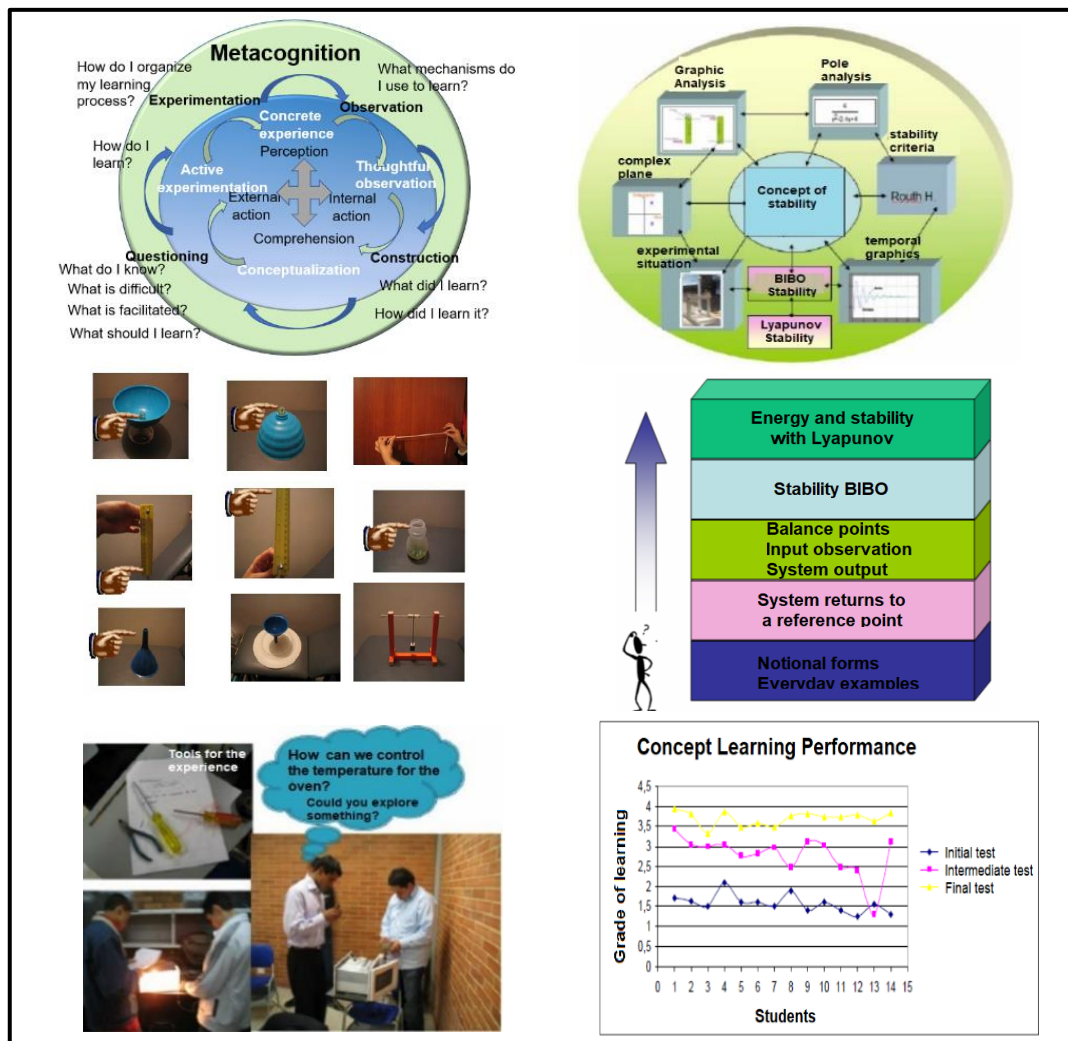 Metacognition
How do I organize
my learning
process?
What mechanisms do
I use to learn?
Experimentation
Observation
Concrete
experience
Perception
How do I
learn?
Active
experimentation
Thoughtful
observation
External
action
Internal
action
Comprehension
Questioning
Conceptualization
Construction
What do I know?
What is difficult?
What is facilitated?
What should I learn?
What did I learn?
How did I learn it?
Graphic
Analysis
Pole
analysis
stability
criteria
complex
plane
Concept of
stability
Routh H.
experimental
situation
temporal
graphics
BIBO
Stability
Lyapunov
Stability
Energy and stability
with Lyapunov
Stability BIBO
Balance points
Input observation
System output
System returns to
a reference point
Notional forms
Everyday examples
?
Tools for the
experience
How can we control
the temperature for the
oven?
Could you explore
something?
Concept Learning Performance
Grade of learning
4,5
4
3,5
3
2,5
2
1,5
1
0,5
0
0 1 2 3 4 5 6 7 8 9 10 11 12 13 14 15
Students
Initial test
Intermediate test
Final test